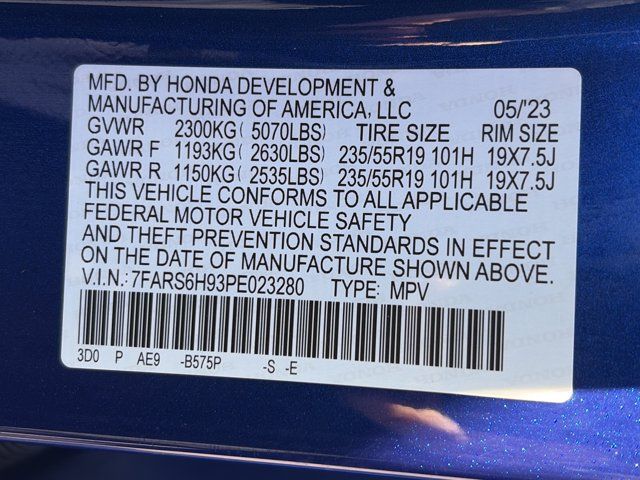 MFD. BY HONDA DEVELOPMENT &
MANUFACTURING OF AMERICA, LLC 05/'23
GVWR 2300KG ( 5070LBS) TIRE SIZE RIM SIZE
GAWR F 1193KG ( 2630LBS) 235/55R19 101H 19X7.5J
GAWR R 1150KG ( 2535LBS) 235/55R19 101H 19X7.5J
THIS VEHICLE CONFORMS TO ALL APPLICABLE
FEDERAL MOTOR VEHICLE SAFETY
AND THEFT PREVENTION STANDARDS IN EFFECT
ON THE DATE OF MANUFACTURE SHOWN ABOVE.
V.I.N.: 7FARS6H93PE023280 TYPE: MPV
3D0 P AE9 -B575P -S -E